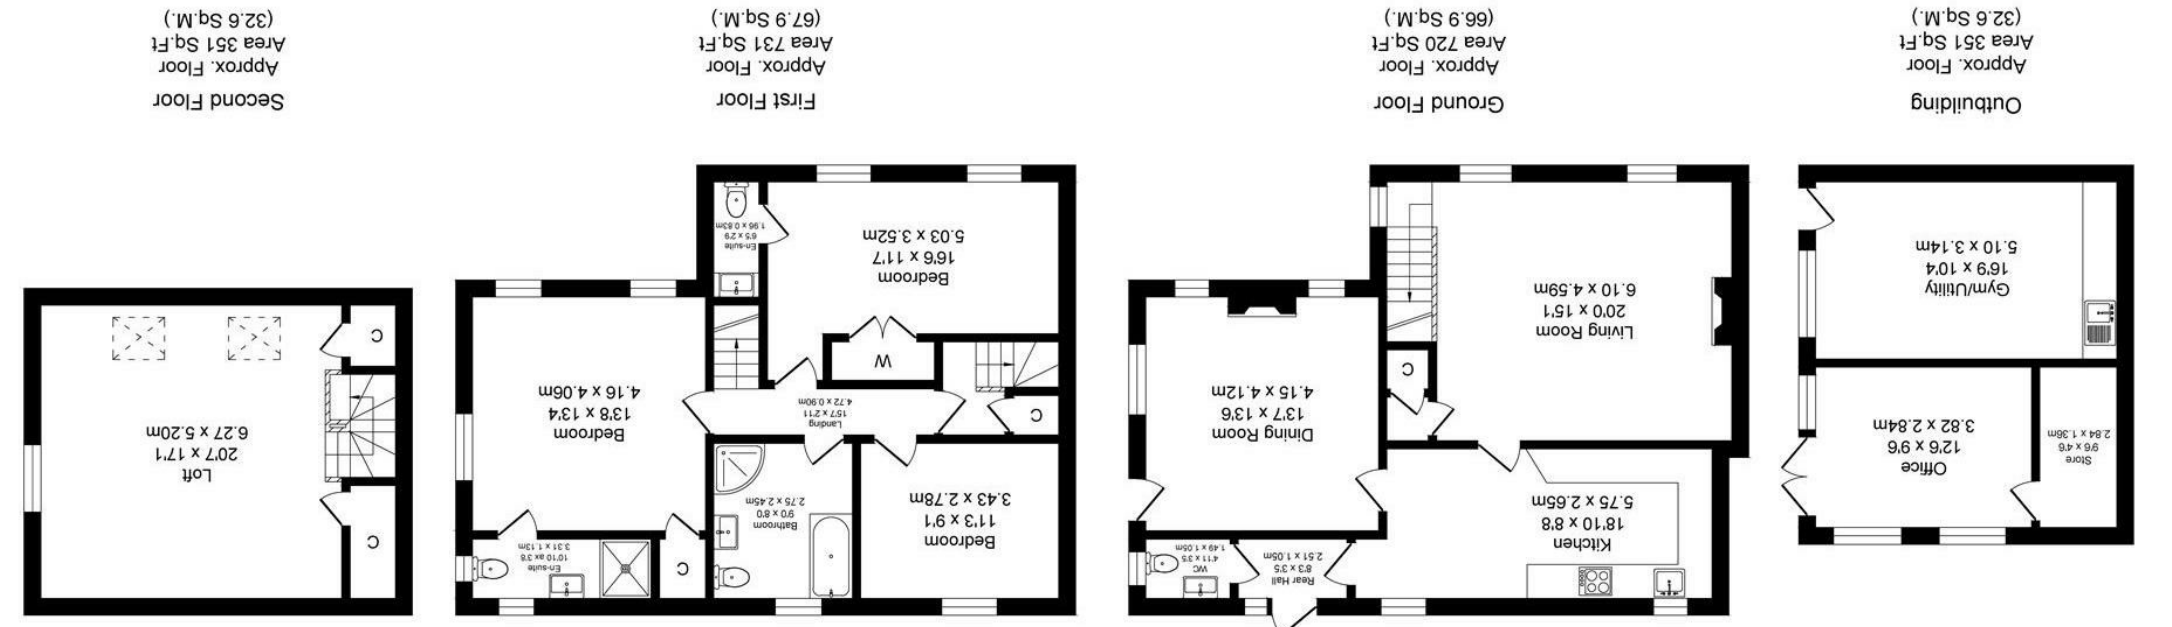 Store
9'6 x 4'6
2.84 x 1.36m
Office
12'6 x 9'6
3.82 x 2.84m
Gym/Utility
16'9 x 10'4
5.10 x 3.14m
Outbuilding
Approx. Floor
Area 351 Sq.Ft
(32.6 Sq.M.)
Kitchen
18'10 x 8'8
5.75 x 2.65m
Rear Hall
8'3 x 3'5
2.51 x 1.05m
WC
4'11 x 3'5
1.49 x 1.05m
Dining Room
13'7 x 13'6
4.15 x 4.12m
C
Living Room
20'0 x 15'1
6.10 x 4.59m
Ground Floor
Approx. Floor
Area 720 Sq.Ft
(66.9 Sq.M.)
Bedroom
11'3 x 9'1
3.43 x 2.78m
Bathroom
9'0 x 8'0
2.75 x 2.45m
C
En-suite
10'10 ax 3'8
3.31 x 1.13m
C
Landing
15'7 x 2'11
4.72 x 0.90m
Bedroom
13'8 x 13'4
4.16 x 4.06m
W
Bedroom
16'6 x 11'7
5.03 x 3.52m
En-suite
6'5 x 2'9
1.96 x 0.83m
First Floor
Approx. Floor
Area 731 Sq.Ft
(67.9 Sq.M.)
C
Loft
20'7 x 17'1
6.27 x 5.20m
C
Second Floor
Approx. Floor
Area 351 Sq.Ft
(32.6 Sq.M.)